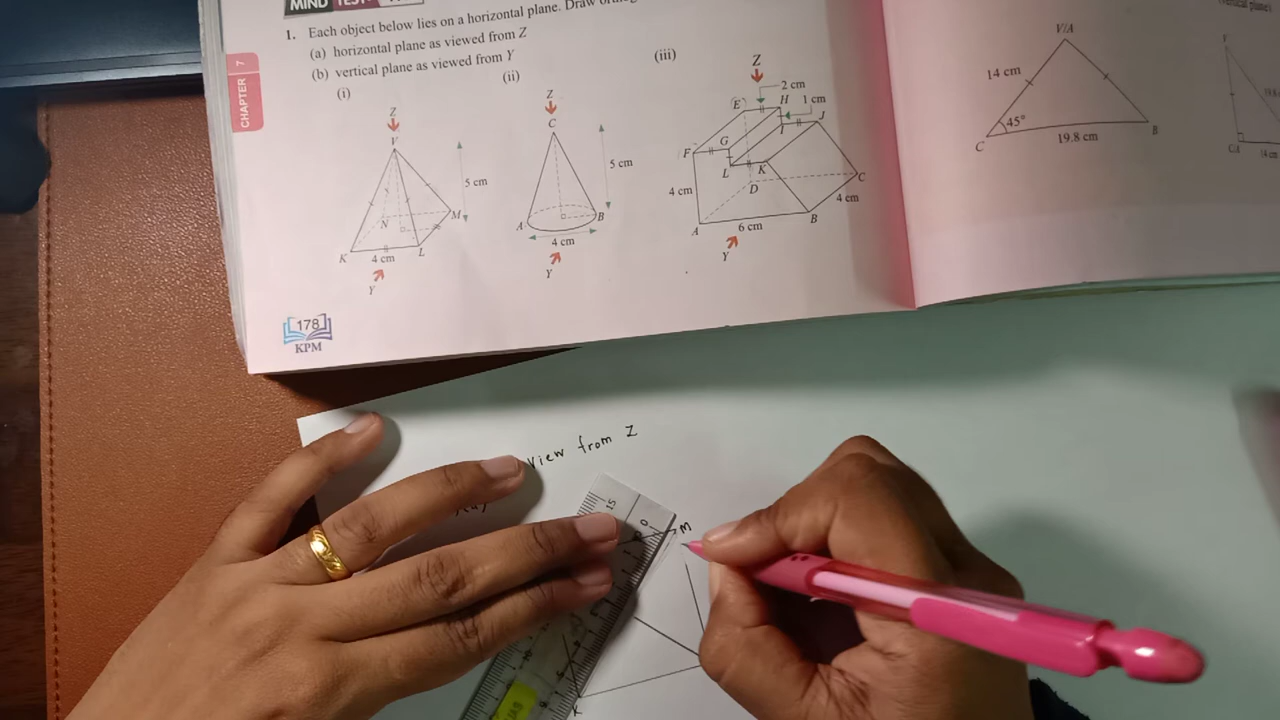 MIND TEST
CHAPTER 7
1. Each object below lies on a horizontal plane. Draw
(a) horizontal plane as viewed from Z
(b) vertical plane as viewed from Y
(i)
(ii)
(iii)
Z
V
5 cm
N
M
K
4 cm
L
Y
Z
C
5 cm
A
B
4 cm
Y
Z
2 cm
E
H
1 cm
J
F
G
I
L
K
D
C
4 cm
4 cm
A
6 cm
B
Y
V/A
14 cm
45°
C
19.8 cm
B
14 cm
178
KPM
View from Z
15
0
M
K